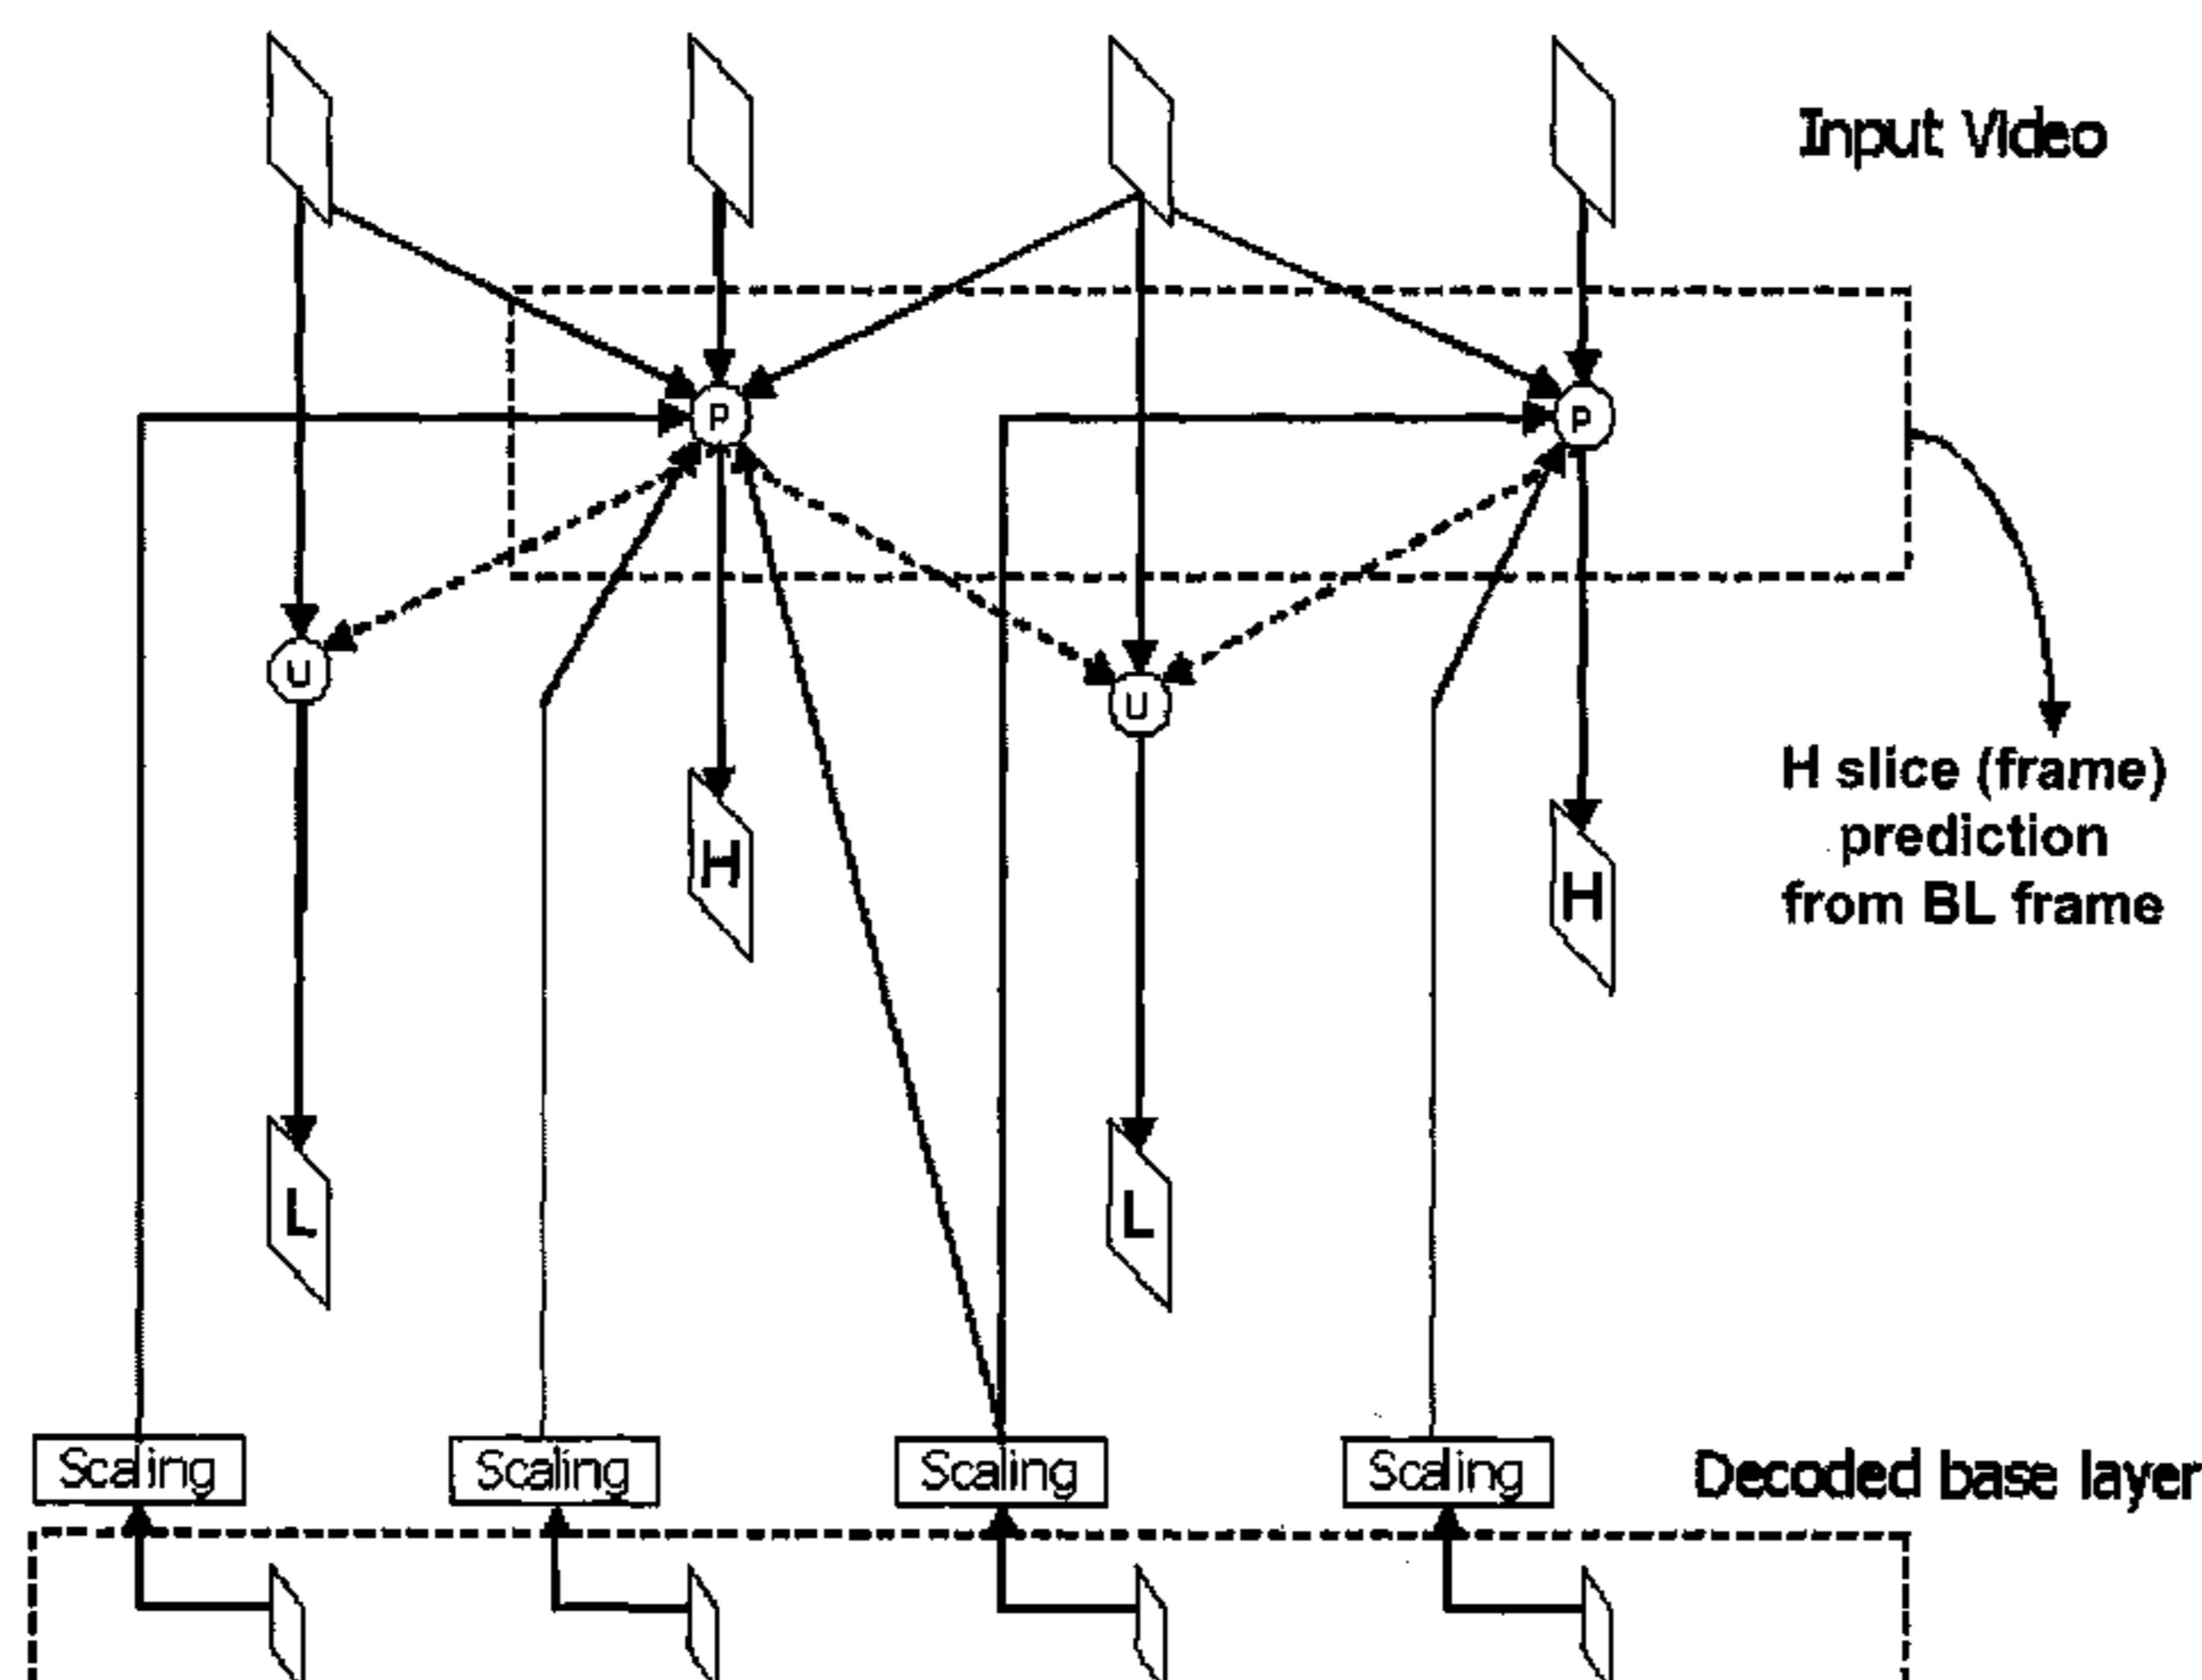 Input Video
P
P
U
U
H slice (frame)
prediction
from BL frame
H
H
L
L
Scaling
Scaling
Scaling
Scaling
Decoded base layer